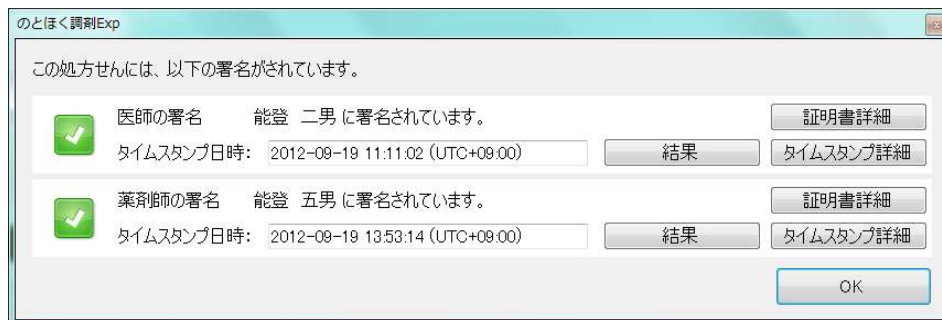 のとほく調剤Exp
この処方せんには、以下の署名がされています。
医師の署名 能登 二男 に署名されています。 証明書詳細
タイムスタンプ日時: 2012-09-19 11:11:02 (UTC+09:00) 結果 タイムスタンプ詳細
薬剤師の署名 能登 五男 に署名されています。 証明書詳細
タイムスタンプ日時: 2012-09-19 13:53:14 (UTC+09:00) 結果 タイムスタンプ詳細
OK